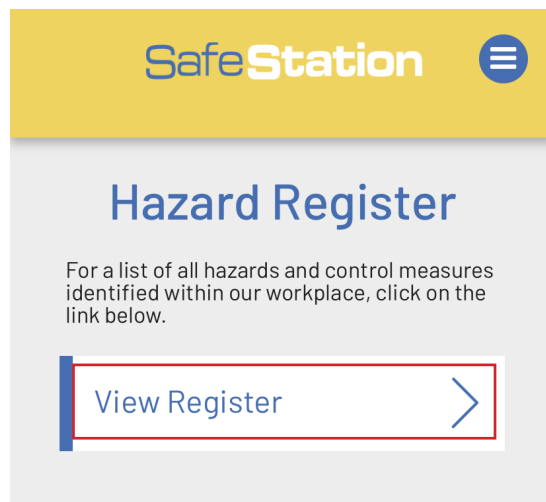 SafeStation
Hazard Register
For a list of all hazards and control measures
identified within our workplace, click on the
link below.
View Register